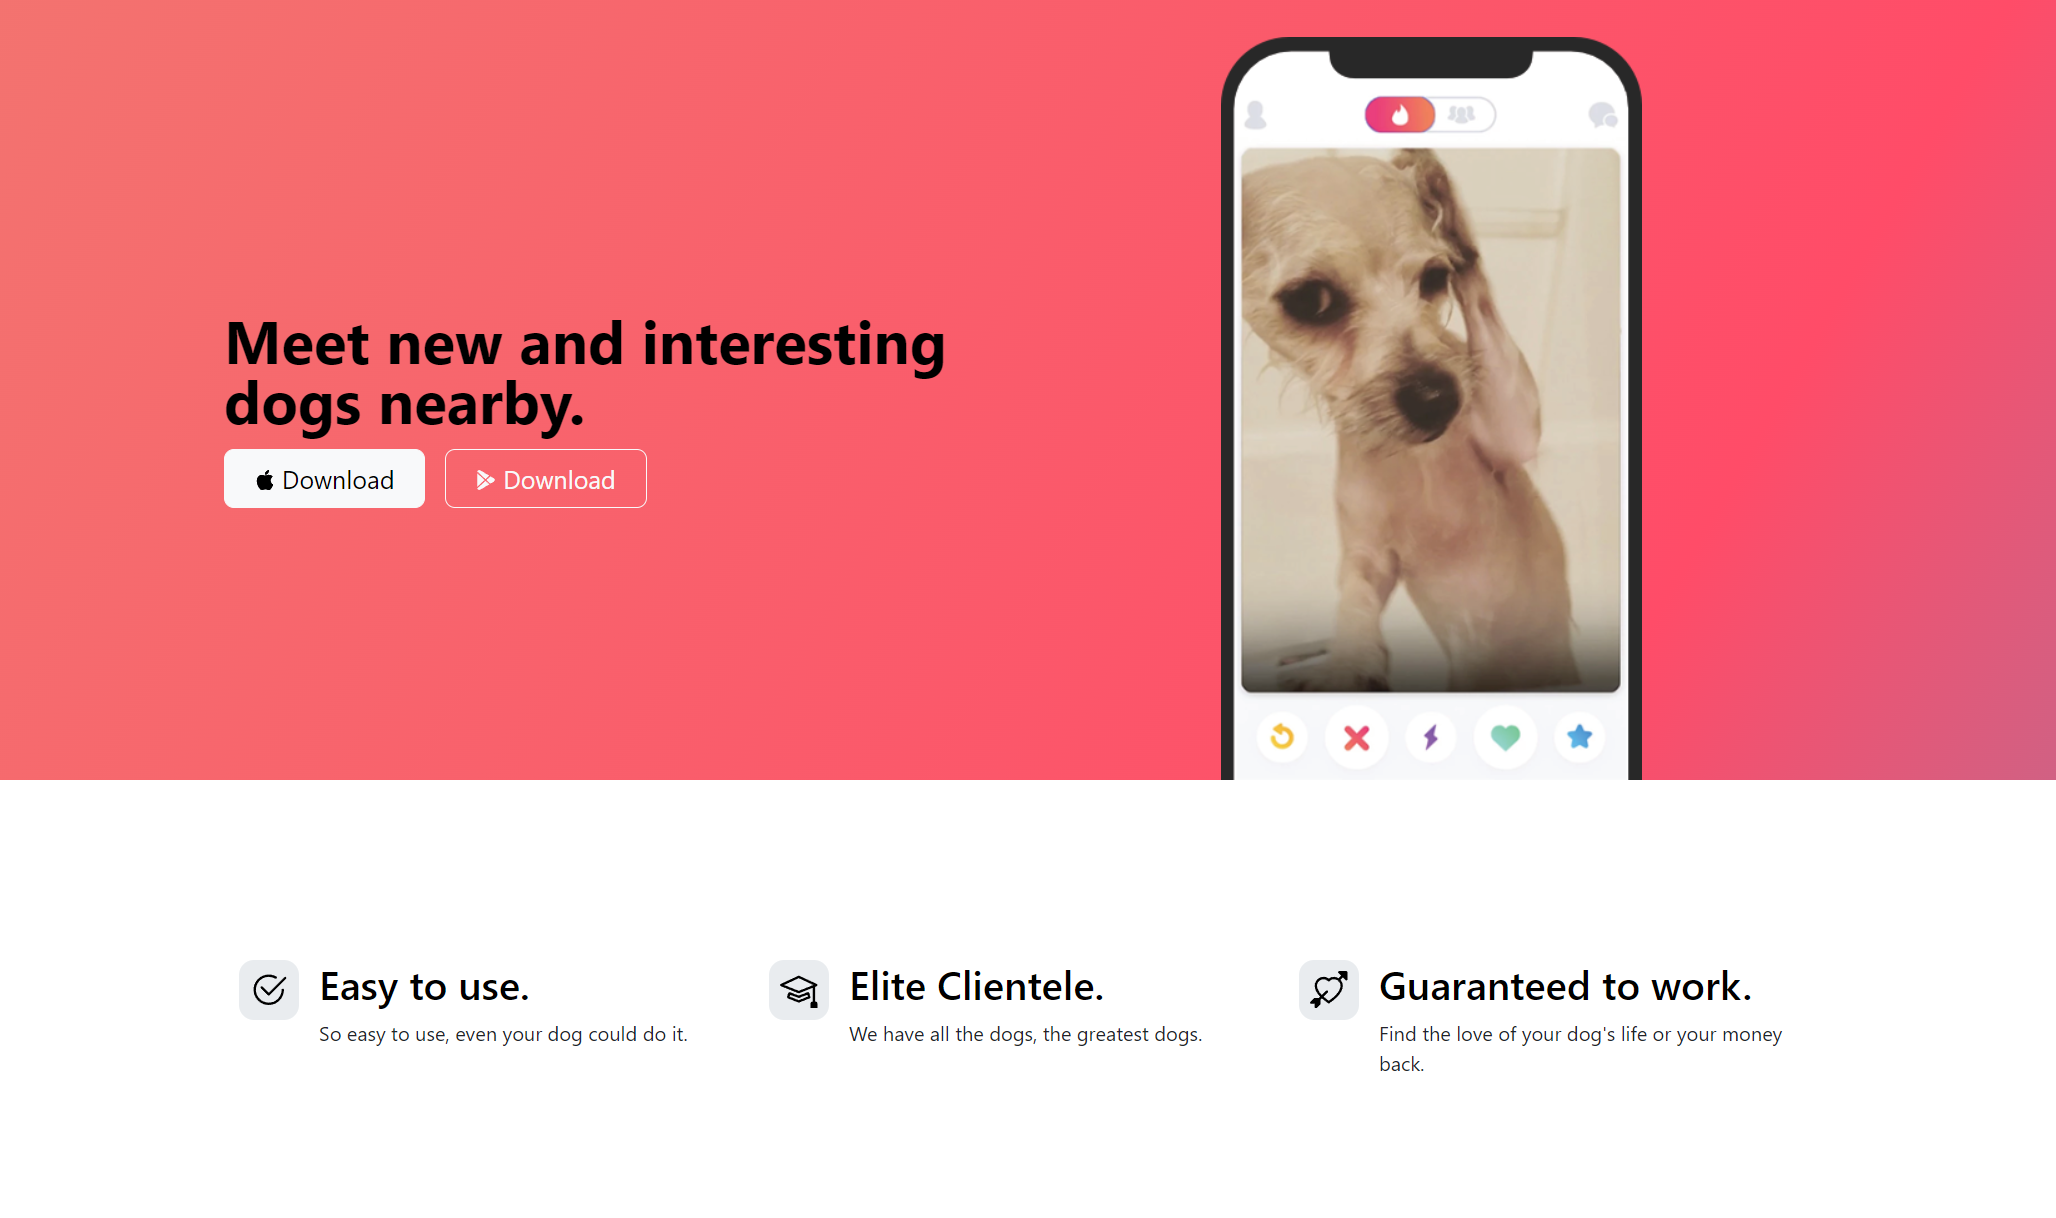 Meet new and interesting
dogs nearby.
Download
Download
Easy to use.
So easy to use, even your dog could do it.
Elite Clientele.
We have all the dogs, the greatest dogs.
Guaranteed to work.
Find the love of your dog's life or your money
back.